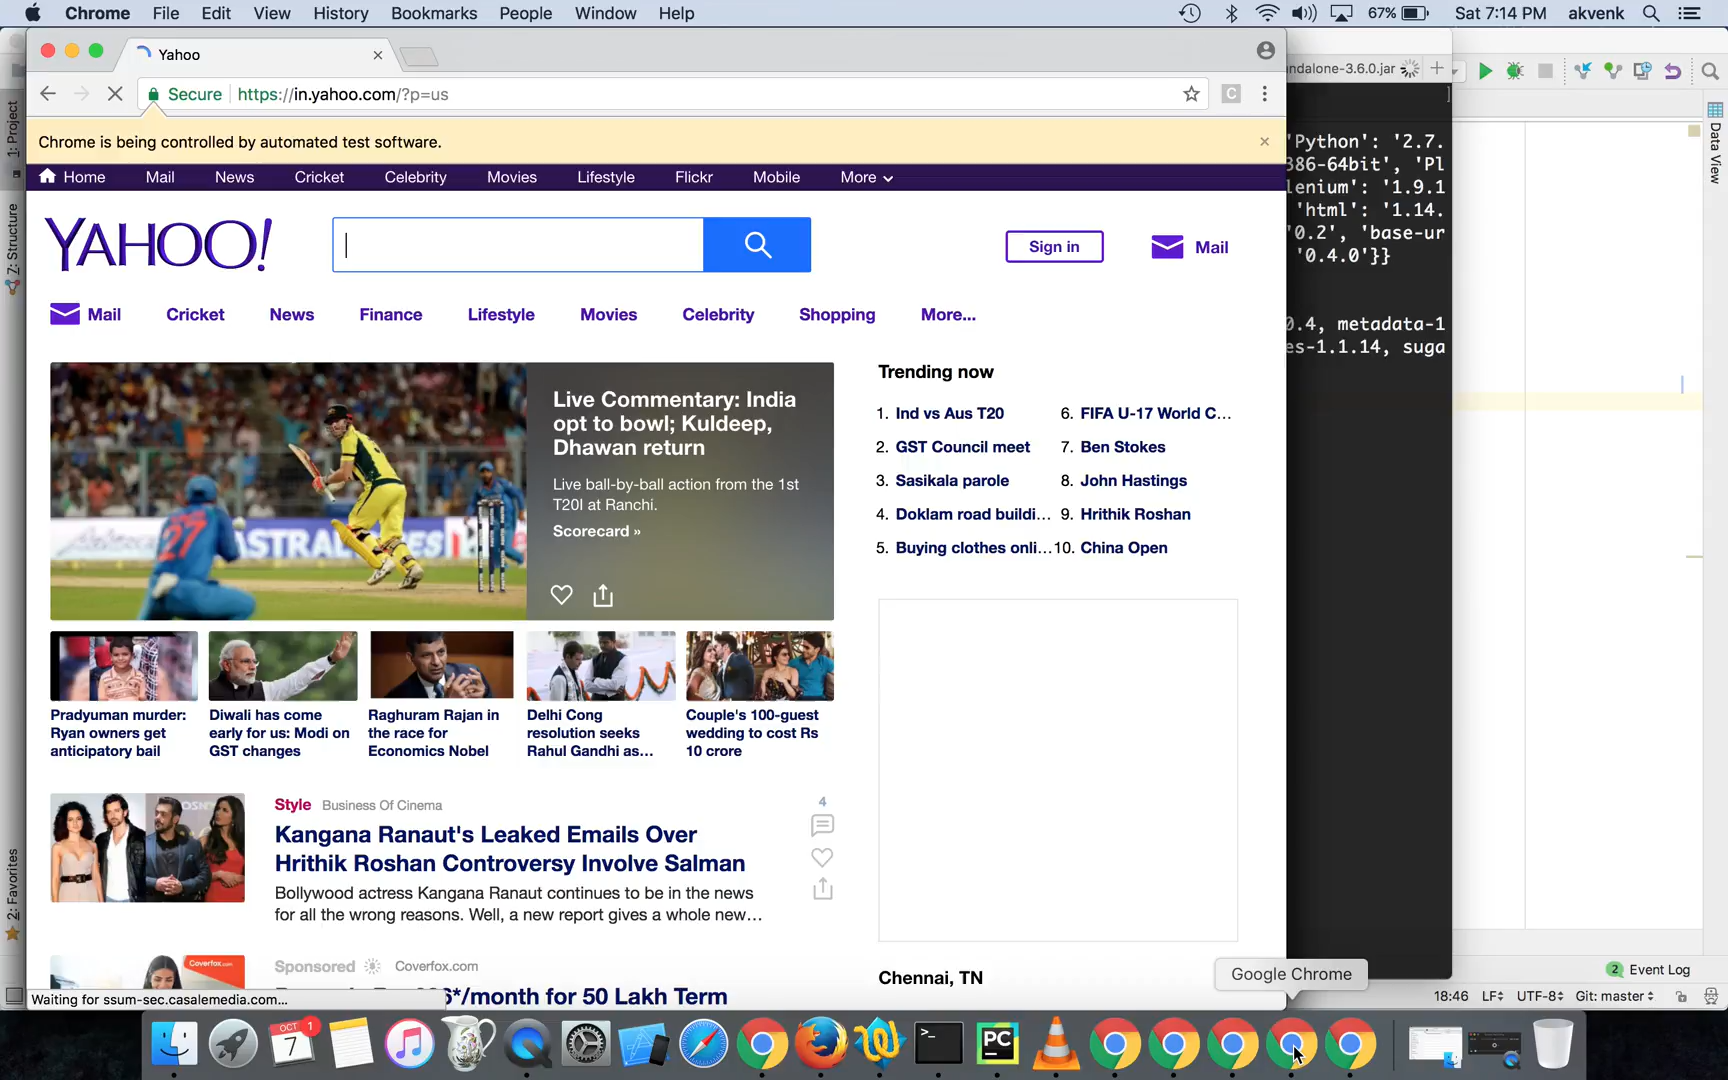 Chrome File Edit View History Bookmarks People Window Help 67% Sat 7:14 PM akvenk
Yahoo
ndalone-3.6.0.jar
Secure https://in.yahoo.com/?p=us
Chrome is being controlled by automated test software.
Home Mail News Cricket Celebrity Movies Lifestyle Flickr Mobile More
YAHOO!
Sign in Mail
Mail Cricket News Finance Lifestyle Movies Celebrity Shopping More...
Live Commentary: India
opt to bowl; Kuldeep,
Dhawan return
Live ball-by-ball action from the 1st
T20I at Ranchi.
Scorecard »
Trending now
1. Ind vs Aus T20
2. GST Council meet
3. Sasikala parole
4. Doklam road buildi...
5. Buying clothes onli...
6. FIFA U-17 World C...
7. Ben Stokes
8. John Hastings
9. Hrithik Roshan
10. China Open
Pradyuman murder:
Ryan owners get
anticipatory bail
Diwali has come
early for us: Modi on
GST changes
Raghuram Rajan in
the race for
Economics Nobel
Delhi Cong
resolution seeks
Rahul Gandhi as...
Couple's 100-guest
wedding to cost Rs
10 crore
Style Business Of Cinema
4
Kangana Ranaut's Leaked Emails Over
Hrithik Roshan Controversy Involve Salman
Bollywood actress Kangana Ranaut continues to be in the news
for all the wrong reasons. Well, a new report gives a whole new...
Coverfox.com
Sponsored Coverfox.com
*/month for 50 Lakh Term
Chennai, TN
Waiting for ssum-sec.casalemedia.com...
Google Chrome
]
'Python': '2.7.
386-64bit', 'Pl
lenium': '1.9.1
'html': '1.14.
'0.2', 'base-ur
'0.4.0'}}
0.4, metadata-1
es-1.1.14, suga
1: Project
Z: Structure
2: Favorites
Data View
2 Event Log
18:46 LF UTF-8 Git: master
OCT 1
7
>_
PC